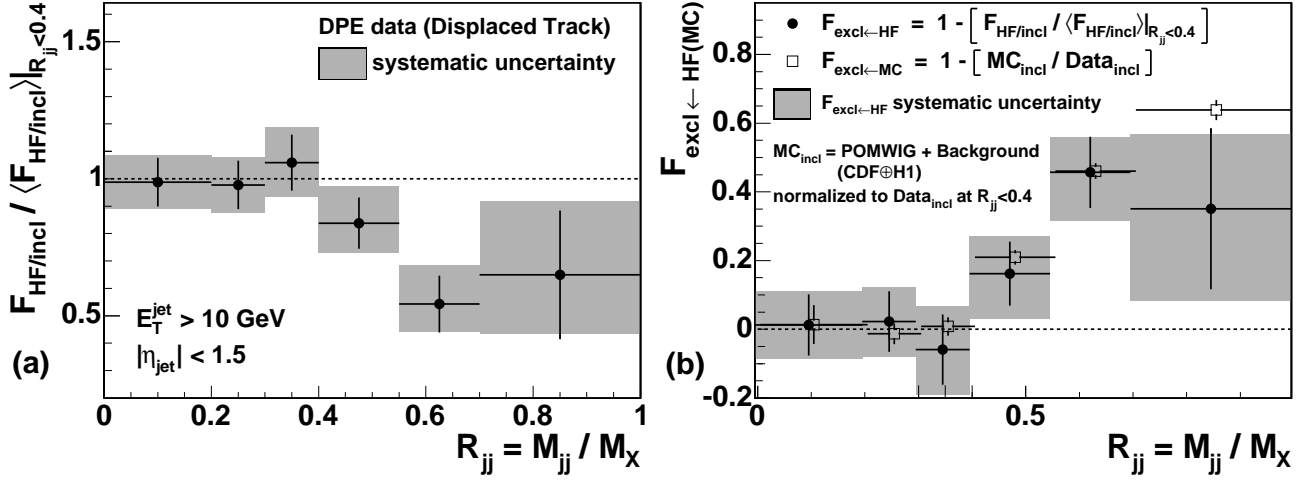 F_HF/incl / ⟨F_HF/incl⟩|_R_jj<0.4
1.5
1
0.5
DPE data (Displaced Track)
systematic uncertainty
E_T^jet > 10 GeV
|η_jet| < 1.5
(a)
0 0.2 0.4 0.6 0.8 1
R_jj = M_jj / M_X
F_excl← HF(MC)
0.8
0.6
0.4
0.2
0
-0.2
F_excl←HF = 1 - [ F_HF/incl / ⟨F_HF/incl⟩|_R_jj<0.4 ]
F_excl←MC = 1 - [ MC_incl / Data_incl ]
F_excl←HF systematic uncertainty
MC_incl = POMWIG + Background
(CDF⊕H1)
normalized to Data_incl at R_jj<0.4
(b)
0 0.5
R_jj = M_jj / M_X